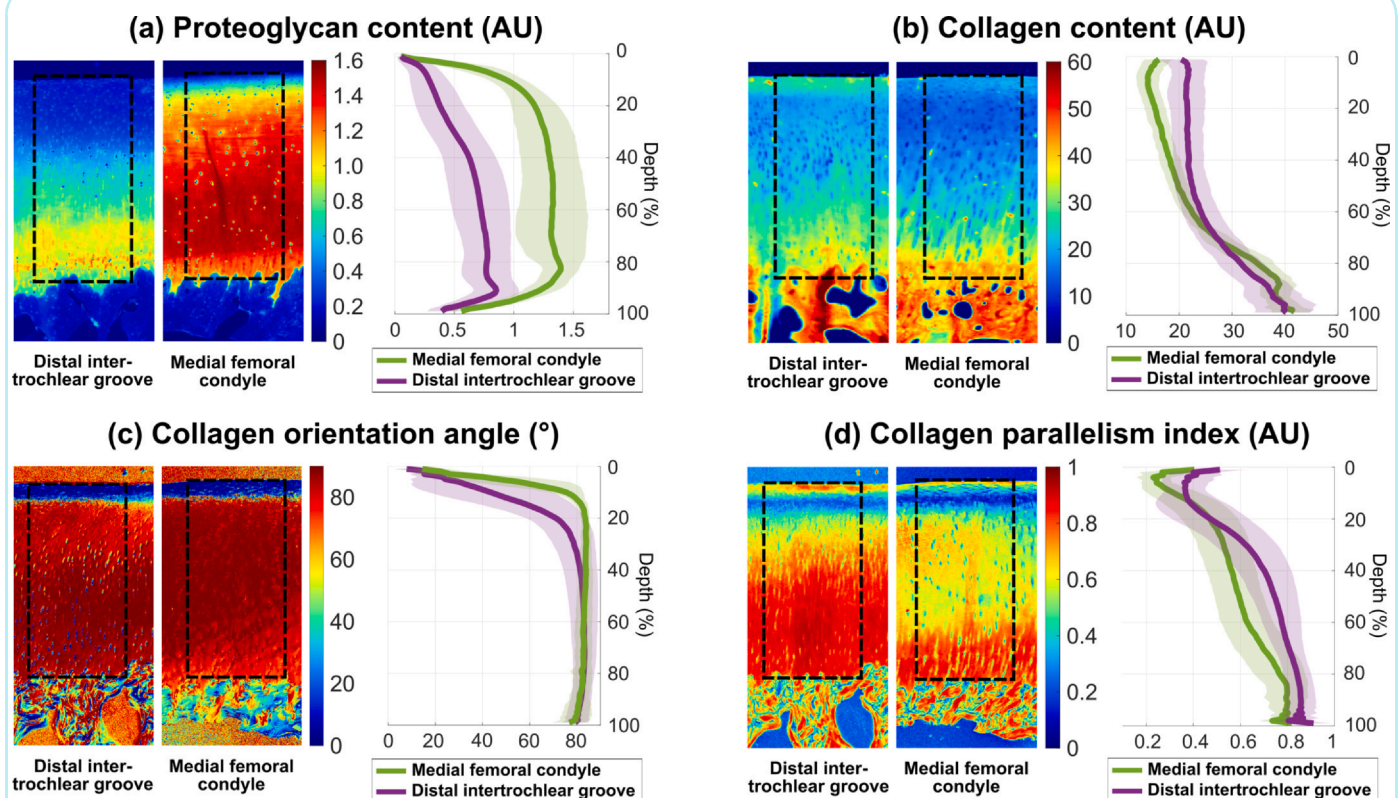 (a) Proteoglycan content (AU)
1.6
1.4
1.2
1.0
0.8
0.6
0.4
0.2
0
0
20
40
60
80
100
Depth (%)
0
0.5
1
1.5
Distal inter-
trochlear groove
Medial femoral
condyle
Medial femoral condyle
Distal intertrochlear groove
(b) Collagen content (AU)
60
50
40
30
20
10
0
0
20
40
60
80
100
Depth (%)
10
20
30
40
50
Distal inter-
trochlear groove
Medial femoral
condyle
Medial femoral condyle
Distal intertrochlear groove
(c) Collagen orientation angle (°)
80
60
40
20
0
0
20
40
60
80
100
Depth (%)
0
20
40
60
80
Distal inter-
trochlear groove
Medial femoral
condyle
Medial femoral condyle
Distal intertrochlear groove
(d) Collagen parallelism index (AU)
1
0.8
0.6
0.4
0.2
0
0
20
40
60
80
100
Depth (%)
0.2
0.4
0.6
0.8
1
Distal inter-
trochlear groove
Medial femoral
condyle
Medial femoral condyle
Distal intertrochlear groove